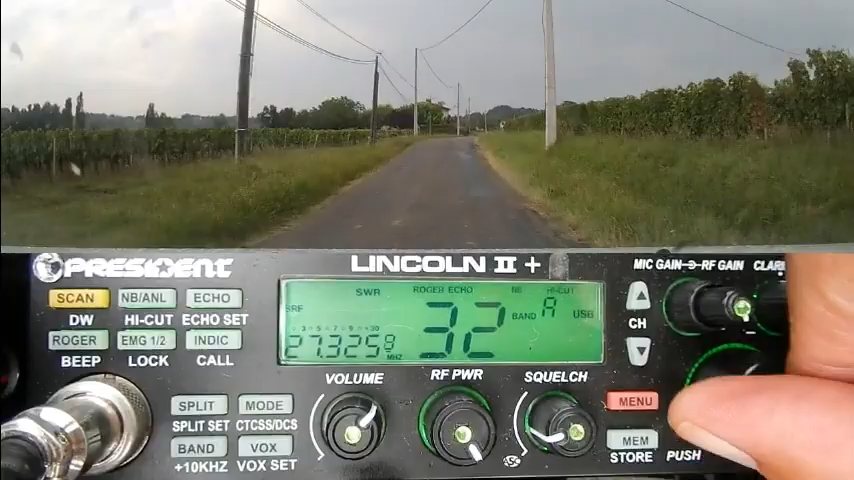 PRESIDENT
LINCOLN II +
MIC GAIN RF GAIN CLARI
SCAN NB/ANL ECHO
DW HI-CUT ECHO SET
ROGER EMG 1/2 INDIC
BEEP LOCK CALL
SWR ROGER ECHO NB HI-CUT
SRF
32 BAND A USB
27.3258 MHZ
CH
VOLUME RF PWR SQUELCH
SPLIT MODE
SPLIT SET CTCSS/DCS
BAND VOX
+10KHZ VOX SET
MENU
MEM
STORE PUSH